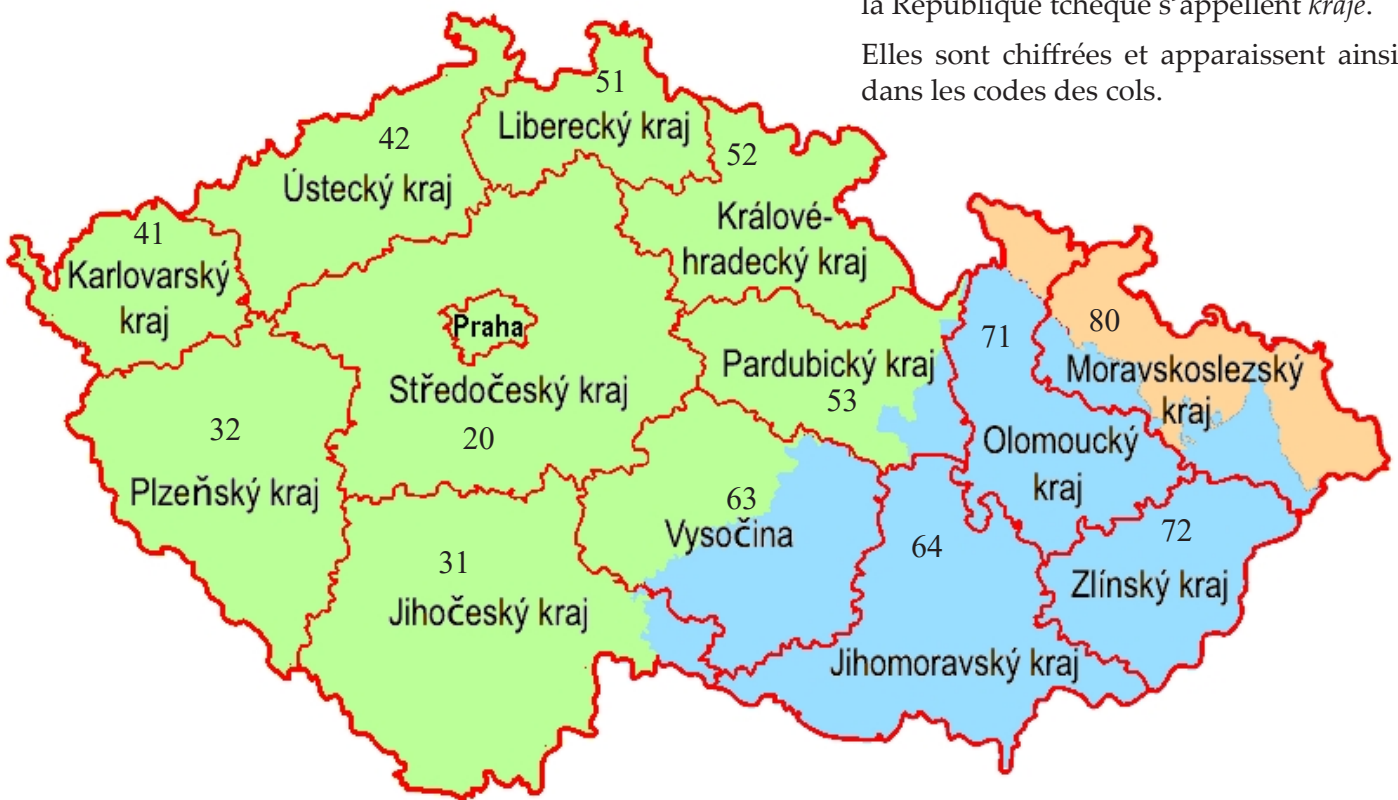 la République tchèque s'appellent kraje.
Elles sont chiffrées et apparaissent ainsi
dans les codes des cols.
51
Liberecký kraj
42
Ústecký kraj
52
Králové-
hradecký kraj
41
Karlovarský
kraj
Praha
Středočeský kraj
20
Pardubický kraj
53
71
Olomoucký
kraj
80
Moravskoslezský
kraj
32
Plzeňský kraj
63
Vysočina
31
Jihočeský kraj
64
Jihomoravský kraj
72
Zlínský kraj